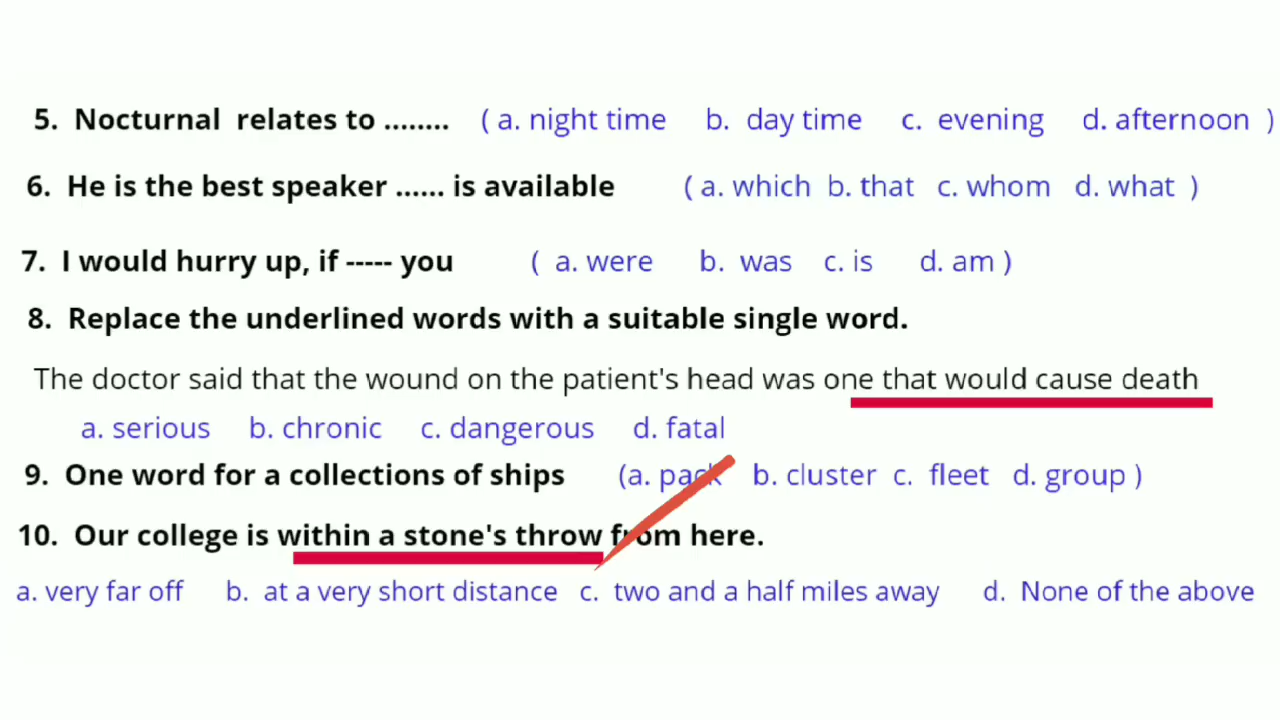 5. Nocturnal relates to ........ ( a. night time b. day time c. evening d. afternoon )
6. He is the best speaker ...... is available ( a. which b. that c. whom d. what )
7. I would hurry up, if ----- you ( a. were b. was c. is d. am )
8. Replace the underlined words with a suitable single word.
The doctor said that the wound on the patient's head was one that would cause death
a. serious b. chronic c. dangerous d. fatal
9. One word for a collections of ships (a. pack b. cluster c. fleet d. group )
10. Our college is within a stone's throw from here.
a. very far off b. at a very short distance c. two and a half miles away d. None of the above